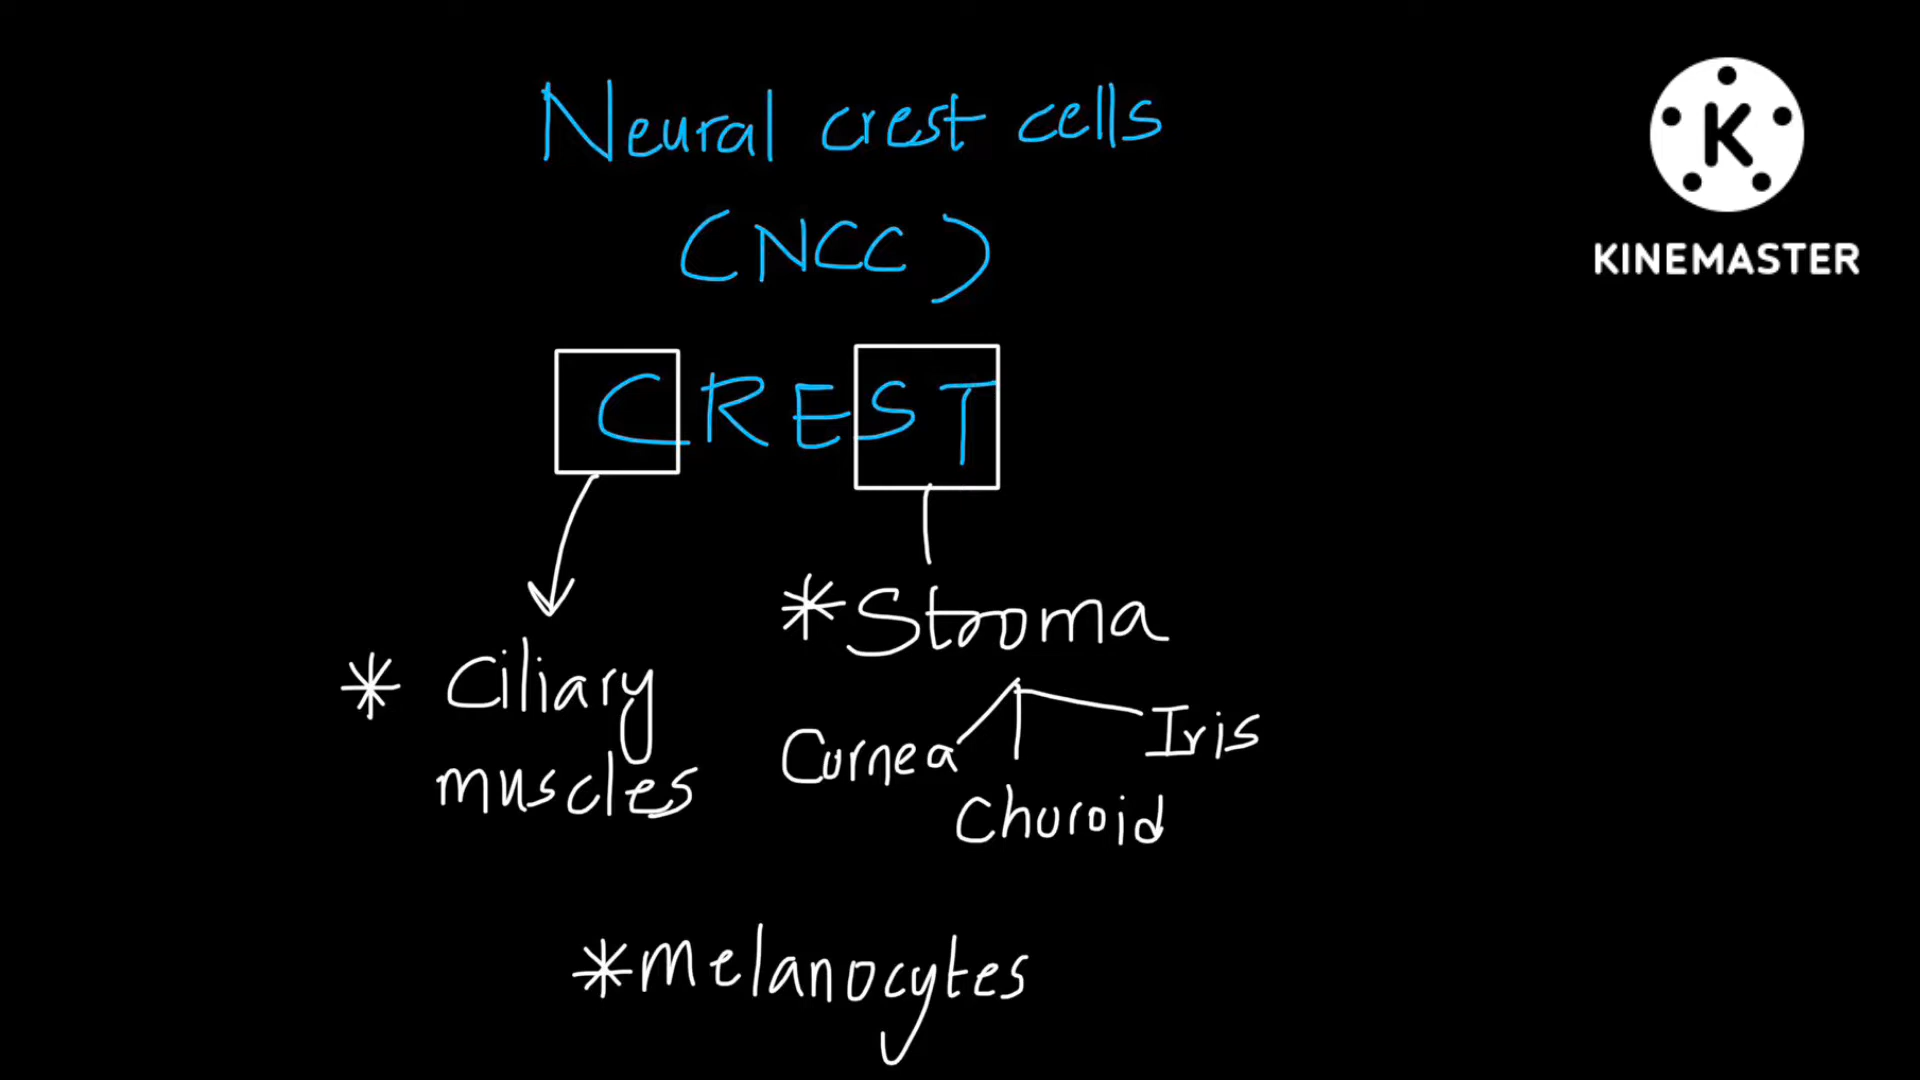 Neural crest cells
(NCC)
CREST
* Stroma
* Ciliary
muscles
Cornea
Iris
Choroid
* Melanocytes
K
KINEMASTER